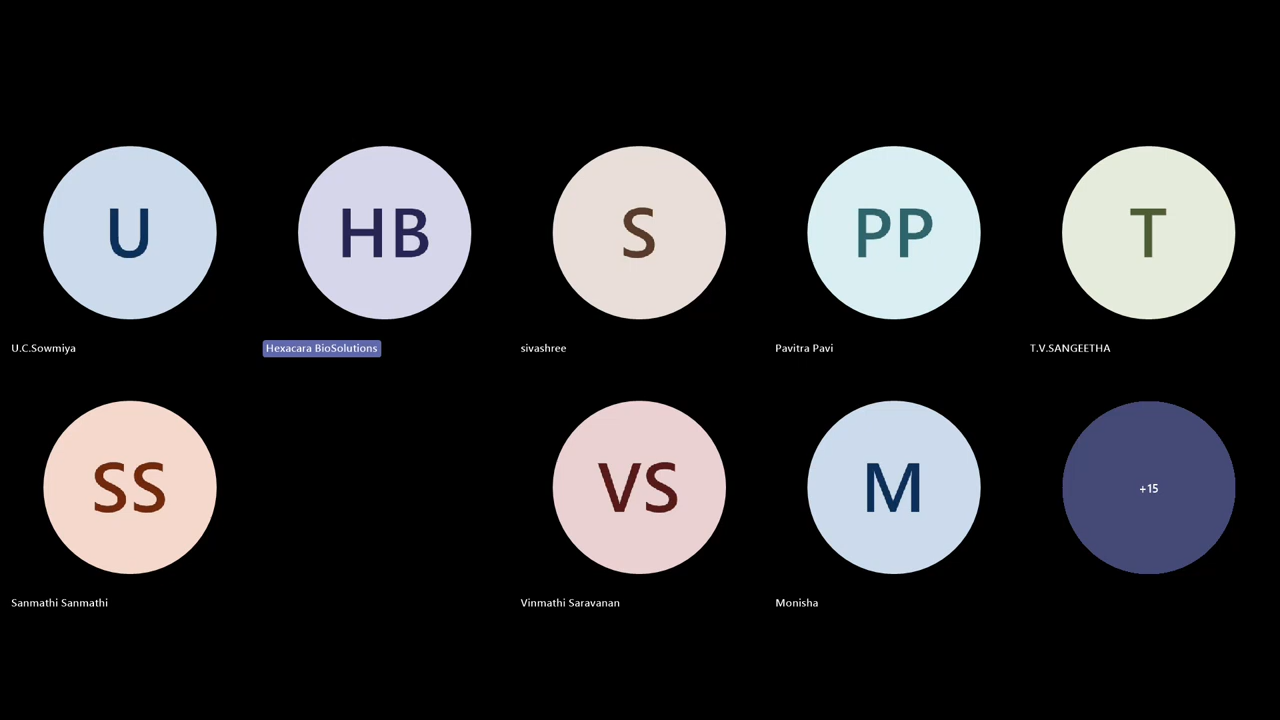 U
HB
S
PP
T
U.C.Sowmiya
Hexacara BioSolutions
sivashree
Pavitra Pavi
T.V.SANGEETHA
SS
VS
M
+15
Sanmathi Sanmathi
Vinmathi Saravanan
Monisha